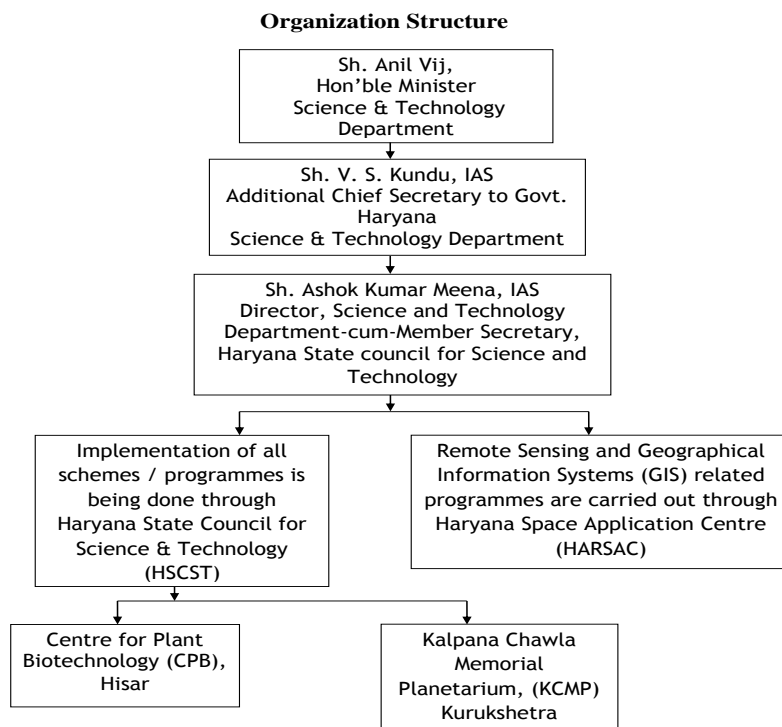 Organization Structure
Sh. Anil Vij,
Hon’ble Minister
Science & Technology
Department
Sh. V. S. Kundu, IAS
Additional Chief Secretary to Govt.
Haryana
Science & Technology Department
Sh. Ashok Kumar Meena, IAS
Director, Science and Technology
Department-cum-Member Secretary,
Haryana State council for Science and
Technology
Implementation of all
schemes / programmes is
being done through
Haryana State Council for
Science & Technology
(HSCST)
Remote Sensing and Geographical
Information Systems (GIS) related
programmes are carried out through
Haryana Space Application Centre
(HARSAC)
Centre for Plant
Biotechnology (CPB),
Hisar
Kalpana Chawla
Memorial
Planetarium, (KCMP)
Kurukshetra